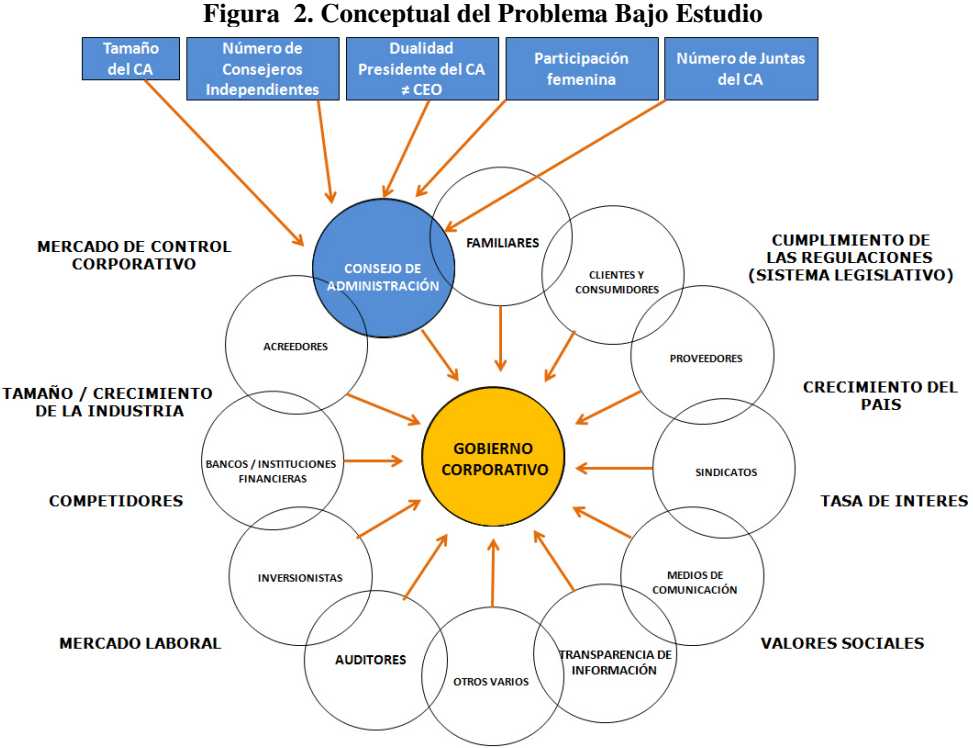 Figura  2. Conceptual del Problema Bajo Estudio
Tamaño
del CA
Número de
Consejeros
Independientes
Dualidad
Presidente del CA
≠ CEO
Participación
femenina
Número de Juntas
del CA
MERCADO DE CONTROL
CORPORATIVO
CONSEJO DE
ADMINISTRACIÓN
FAMILIARES
CLIENTES Y
CONSUMIDORES
CUMPLIMIENTO DE
LAS REGULACIONES
(SISTEMA LEGISLATIVO)
ACREEDORES
PROVEEDORES
TAMAÑO / CRECIMIENTO
DE LA INDUSTRIA
CRECIMIENTO DEL
PAIS
GOBIERNO
CORPORATIVO
BANCOS / INSTITUCIONES
FINANCIERAS
SINDICATOS
COMPETIDORES
TASA DE INTERES
INVERSIONISTAS
MEDIOS DE
COMUNICACIÓN
MERCADO LABORAL
VALORES SOCIALES
AUDITORES
OTROS VARIOS
TRANSPARENCIA DE
INFORMACIÓN